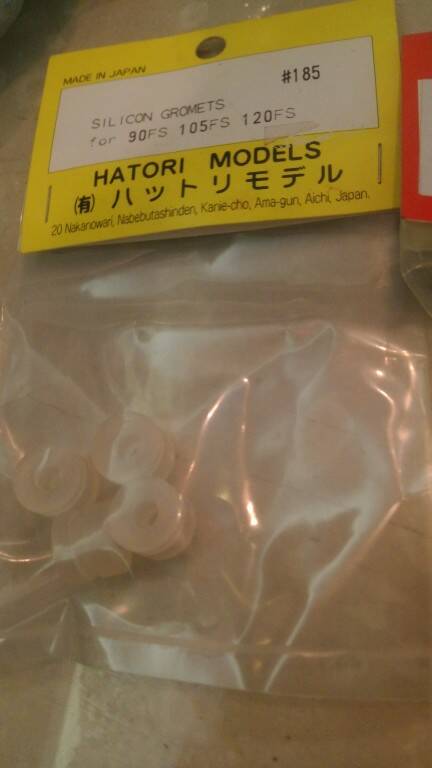 MADE IN JAPAN
#185
SILICON GROMETS
for 90FS 105FS 120FS
HATORI MODELS
(有)ハットリモデル
20 Nakanowari, Nabebutashinden, Kanie-cho, Ama-gun, Aichi, Japan.